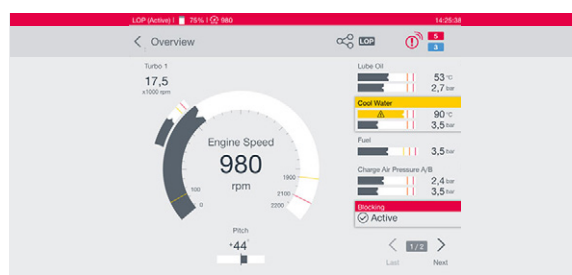 LOP (Active) | 75% | 980 14:25:38
Overview
LOP
5
3
Turbo 1
17,5
x1000 rpm
Engine Speed
980
rpm
0
100
1900
2100
2200
Pitch
+44°
Lube Oil
53 °C
2,7 bar
Cool Water
90 °C
3,5 bar
Fuel
3,5 bar
Charge Air Pressure A/B
2,4 bar
3,5 bar
Blocking
Active
1/2
Last Next